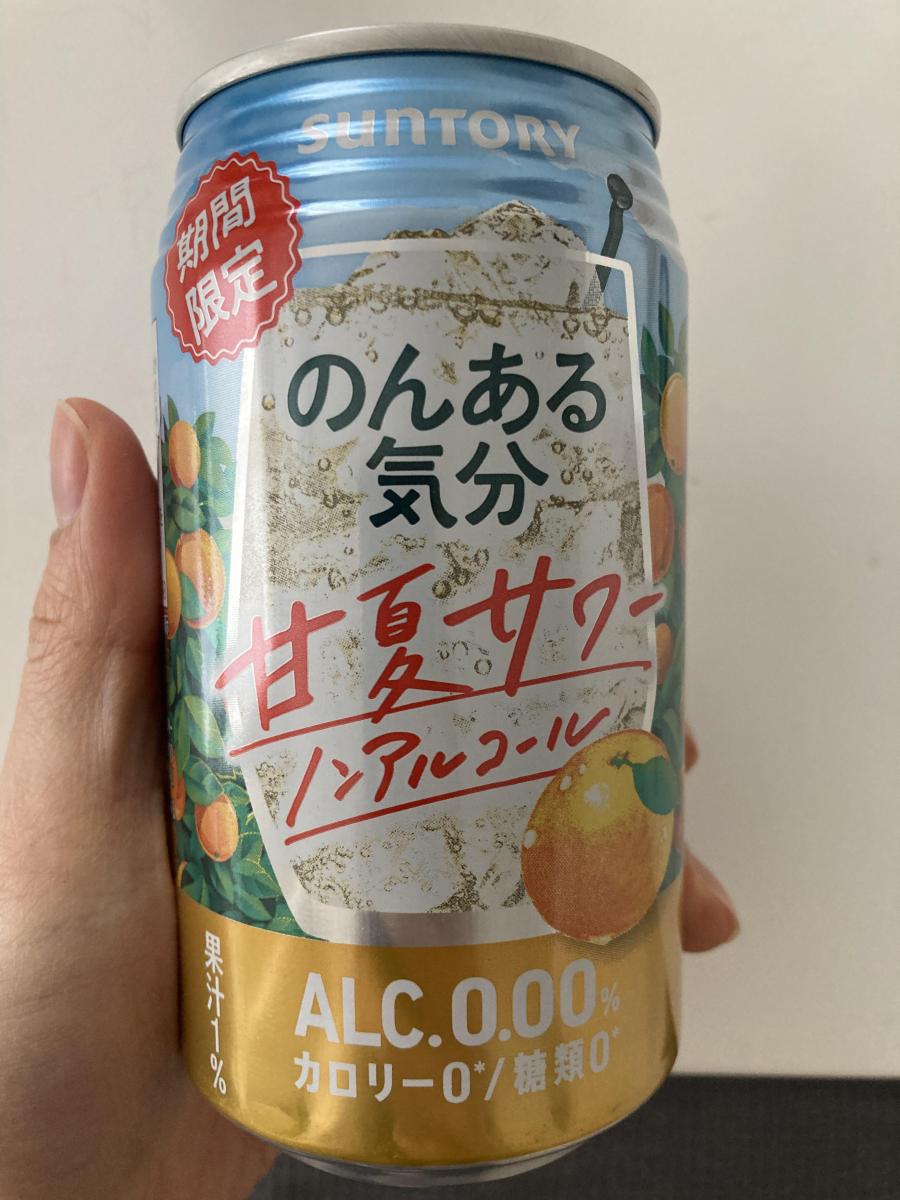 SUNTORY
期間
限定
のんある
気分
甘夏サワー
ノンアルコール
果汁1%
ALC.0.00%
カロリー0*/糖類0*